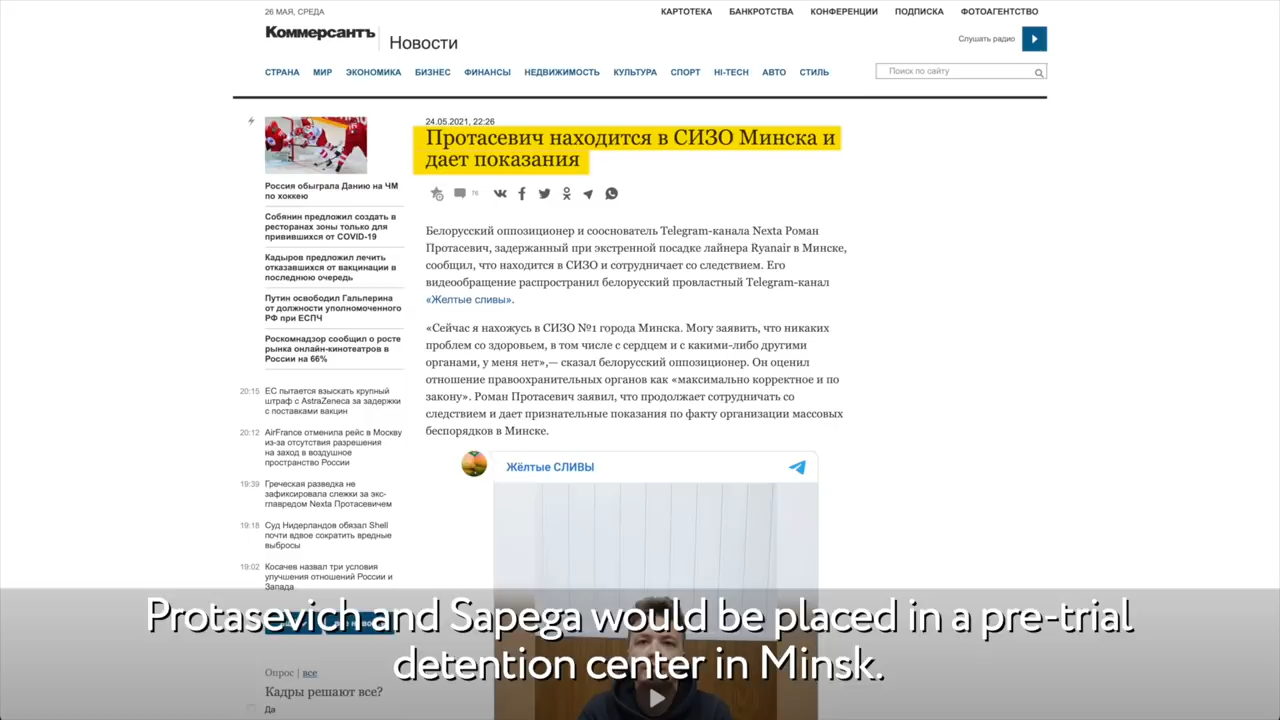 26 МАЯ, СРЕДА
КАРТОТЕКА БАНКРОТСТВА КОНФЕРЕНЦИИ ПОДПИСКА ФОТОАГЕНТСТВО
Коммерсантъ
Новости
Слушать радио
СТРАНА МИР ЭКОНОМИКА БИЗНЕС ФИНАНСЫ НЕДВИЖИМОСТЬ КУЛЬТУРА СПОРТ HI-TECH АВТО СТИЛЬ
Поиск по сайту
Россия обыграла Данию на ЧМ
по хоккею
Собянин предложил создать в
ресторанах зоны только для
привившихся от COVID-19
Кадыров предложил лечить
отказавшихся от вакцинации в
последнюю очередь
Путин освободил Гальперина
от должности уполномоченного
РФ при ЕСПЧ
Роскомнадзор сообщил о росте
рынка онлайн-кинотеатров в
России на 66%
20:15 ЕС пытается взыскать крупный
штраф с AstraZeneca за задержки
с поставками вакцин
20:12 AirFrance отменила рейс в Москву
из-за отсутствия разрешения
на заход в воздушное
пространство России
19:39 Греческая разведка не
зафиксировала слежки за экс-
главредом Nexta Протасевичем
19:18 Суд Нидерландов обязал Shell
почти вдвое сократить вредные
выбросы
19:02 Косачев назвал три условия
улучшения отношений России и
Запада
Опрос | все
Кадры решают все?
Да
24.05.2021, 22:26
Протасевич находится в СИЗО Минска и
дает показания
76
Белорусский оппозиционер и сооснователь Telegram-канала Nexta Роман
Протасевич, задержанный при экстренной посадке лайнера Ryanair в Минске,
сообщил, что находится в СИЗО и сотрудничает со следствием. Его
видеообращение распространил белорусский провластный Telegram-канал
«Желтые сливы».
«Сейчас я нахожусь в СИЗО №1 города Минска. Могу заявить, что никаких
проблем со здоровьем, в том числе с сердцем и с какими-либо другими
органами, у меня нет»,— сказал белорусский оппозиционер. Он оценил
отношение правоохранительных органов как «максимально корректное и по
закону». Роман Протасевич заявил, что продолжает сотрудничать со
следствием и дает признательные показания по факту организации массовых
беспорядков в Минске.
Жёлтые СЛИВЫ
Protasevich and Sapega would be placed in a pre-trial
detention center in Minsk.